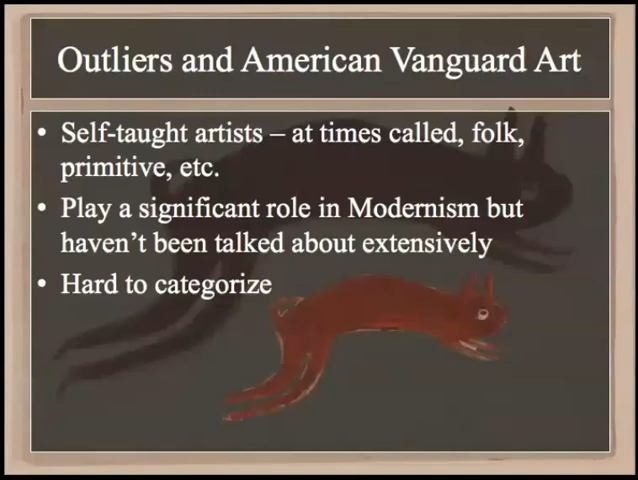 Outliers and American Vanguard Art
• Self-taught artists – at times called, folk,
primitive, etc.
• Play a significant role in Modernism but
haven't been talked about extensively
• Hard to categorize